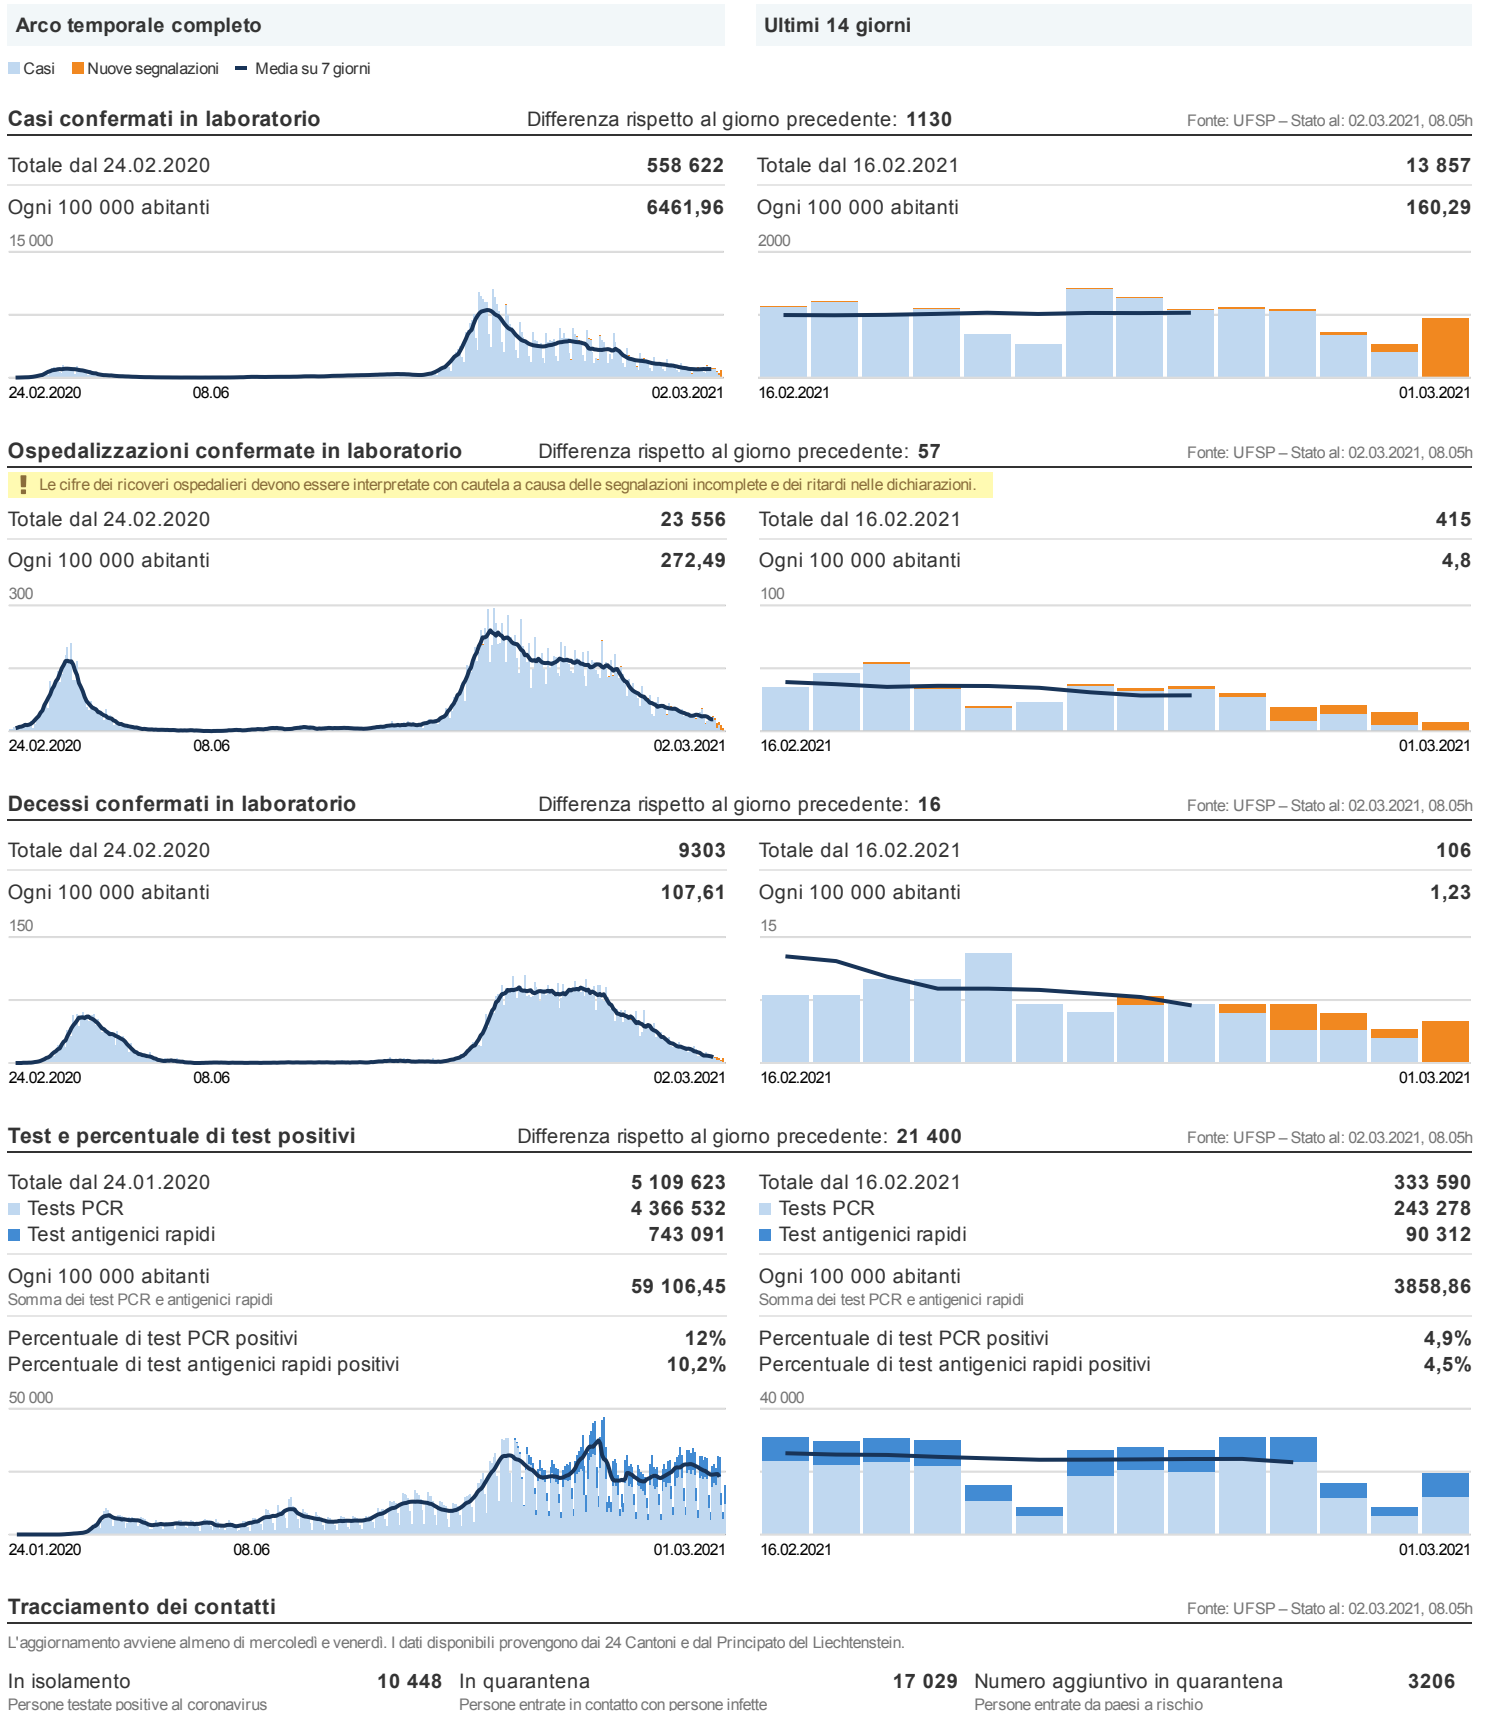 Arco temporale completo
Ultimi 14 giorni
Casi Nuove segnalazioni Media su 7 giorni
Casi confermati in laboratorio Differenza rispetto al giorno precedente: 1130 Fonte: UFSP – Stato al: 02.03.2021, 08.05h
Totale dal 24.02.2020 558 622
Ogni 100 000 abitanti 6461,96
15 000
24.02.2020 08.06 02.03.2021
Totale dal 16.02.2021 13 857
Ogni 100 000 abitanti 160,29
2000
16.02.2021 01.03.2021
Ospedalizzazioni confermate in laboratorio Differenza rispetto al giorno precedente: 57 Fonte: UFSP – Stato al: 02.03.2021, 08.05h
! Le cifre dei ricoveri ospedalieri devono essere interpretate con cautela a causa delle segnalazioni incomplete e dei ritardi nelle dichiarazioni.
Totale dal 24.02.2020 23 556
Ogni 100 000 abitanti 272,49
300
24.02.2020 08.06 02.03.2021
Totale dal 16.02.2021 415
Ogni 100 000 abitanti 4,8
100
16.02.2021 01.03.2021
Decessi confermati in laboratorio Differenza rispetto al giorno precedente: 16 Fonte: UFSP – Stato al: 02.03.2021, 08.05h
Totale dal 24.02.2020 9303
Ogni 100 000 abitanti 107,61
150
24.02.2020 08.06 02.03.2021
Totale dal 16.02.2021 106
Ogni 100 000 abitanti 1,23
15
16.02.2021 01.03.2021
Test e percentuale di test positivi Differenza rispetto al giorno precedente: 21 400 Fonte: UFSP – Stato al: 02.03.2021, 08.05h
Totale dal 24.01.2020 5 109 623
Tests PCR 4 366 532
Test antigenici rapidi 743 091
Ogni 100 000 abitanti 59 106,45
Somma dei test PCR e antigenici rapidi
Percentuale di test PCR positivi 12%
Percentuale di test antigenici rapidi positivi 10,2%
50 000
24.01.2020 08.06 01.03.2021
Totale dal 16.02.2021 333 590
Tests PCR 243 278
Test antigenici rapidi 90 312
Ogni 100 000 abitanti 3858,86
Somma dei test PCR e antigenici rapidi
Percentuale di test PCR positivi 4,9%
Percentuale di test antigenici rapidi positivi 4,5%
40 000
16.02.2021 01.03.2021
Tracciamento dei contatti Fonte: UFSP – Stato al: 02.03.2021, 08.05h
L'aggiornamento avviene almeno di mercoledì e venerdì. I dati disponibili provengono dai 24 Cantoni e dal Principato del Liechtenstein.
In isolamento 10 448
Persone testate positive al coronavirus
In quarantena 17 029
Persone entrate in contatto con persone infette
Numero aggiuntivo in quarantena 3206
Persone entrate da paesi a rischio